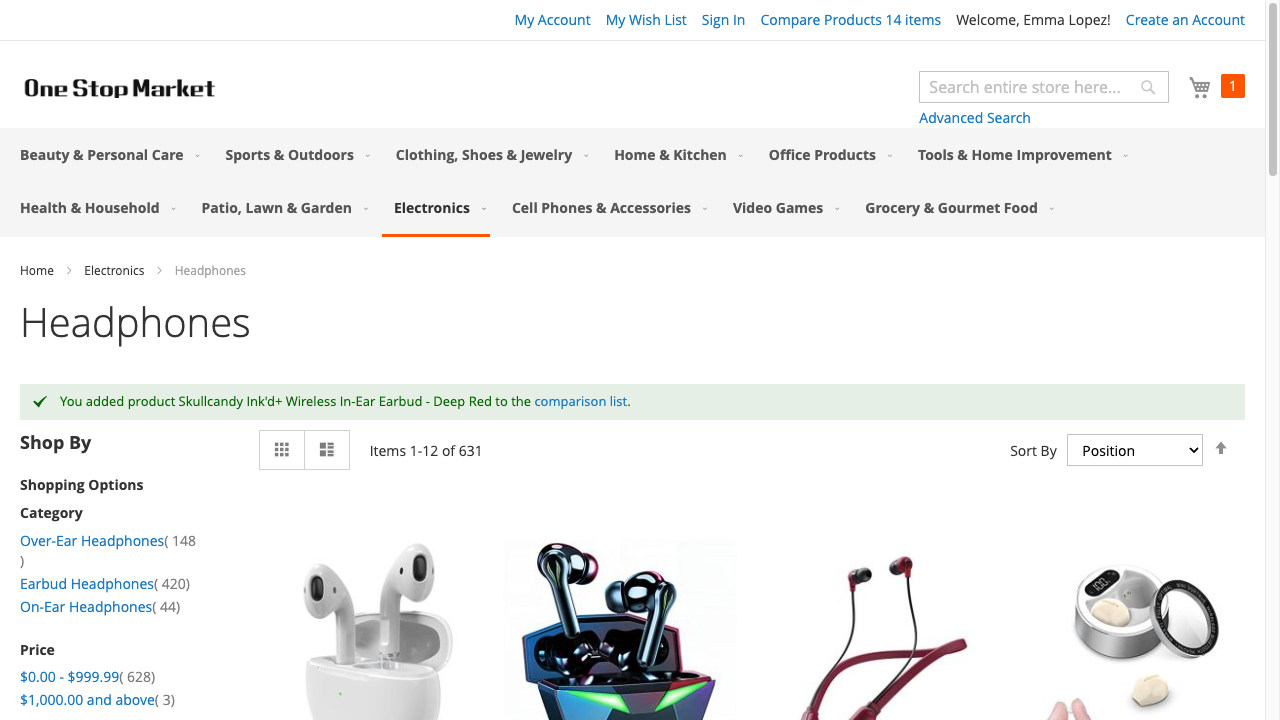 My Account My Wish List Sign In Compare Products 14 items Welcome, Emma Lopez! Create an Account
One Stop Market
Search entire store here...
1
Advanced Search
Beauty & Personal Care Sports & Outdoors Clothing, Shoes & Jewelry Home & Kitchen Office Products Tools & Home Improvement
Health & Household Patio, Lawn & Garden Electronics Cell Phones & Accessories Video Games Grocery & Gourmet Food
Home Electronics Headphones
Headphones
You added product Skullcandy Ink'd+ Wireless In-Ear Earbud - Deep Red to the comparison list.
Shop By
Items 1-12 of 631
Sort By Position
Shopping Options
Category
Over-Ear Headphones( 148
)
Earbud Headphones( 420)
On-Ear Headphones( 44)
Price
$0.00 - $999.99( 628)
$1,000.00 and above( 3)